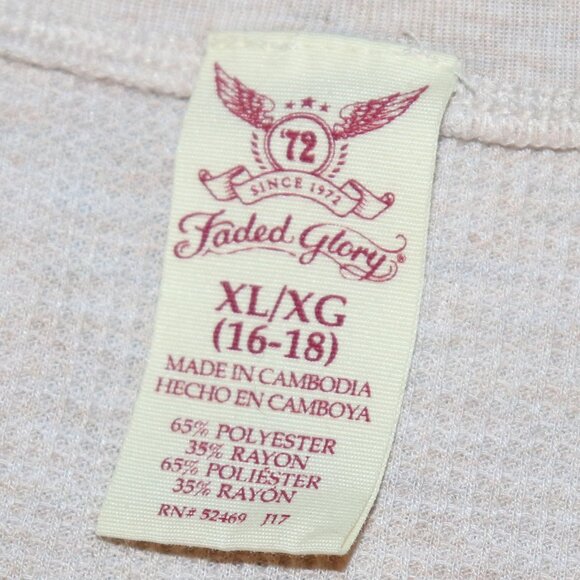 '72
SINCE 1972
Faded Glory®
XL/XG
(16-18)
MADE IN CAMBODIA
HECHO EN CAMBOYA
65% POLYESTER
35% RAYON
65% POLIÉSTER
35% RAYÓN
RN# 52469 J17